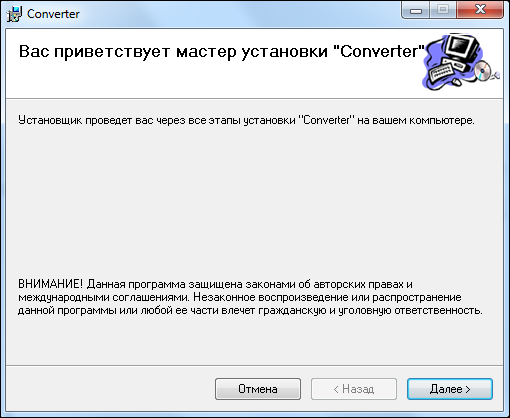 Converter
Вас приветствует мастер установки "Converter"
Установщик проведет вас через все этапы установки "Converter" на вашем компьютере.
ВНИМАНИЕ! Данная программа защищена законами об авторских правах и
международными соглашениями. Незаконное воспроизведение или распространение
данной программы или любой ее части влечет гражданскую и уголовную ответственность.
Отмена
< Назад
Далее >